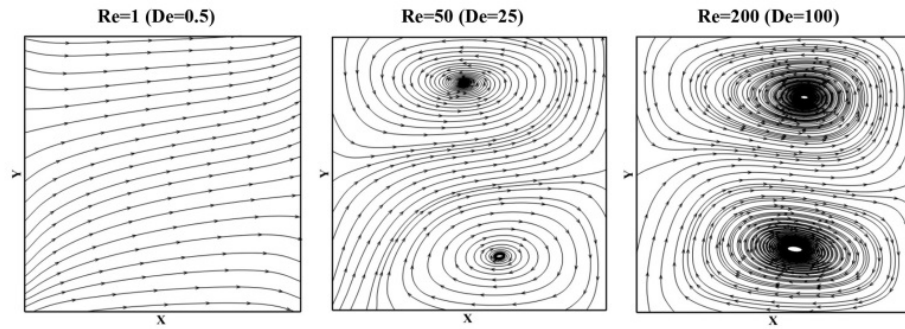 Re=1 (De=0.5) Re=50 (De=25) Re=200 (De=100)
Y Y Y
X X X